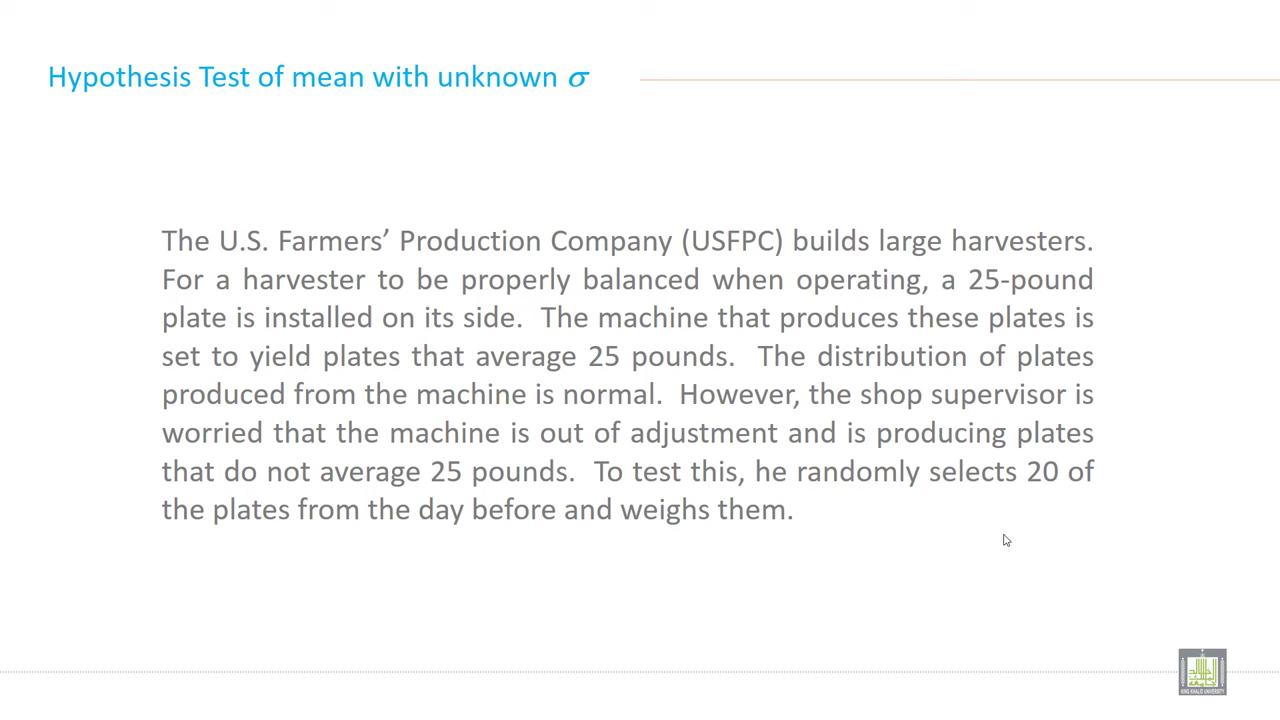 Hypothesis Test of mean with unknown σ
The U.S. Farmers’ Production Company (USFPC) builds large harvesters.
For a harvester to be properly balanced when operating, a 25-pound
plate is installed on its side. The machine that produces these plates is
set to yield plates that average 25 pounds. The distribution of plates
produced from the machine is normal. However, the shop supervisor is
worried that the machine is out of adjustment and is producing plates
that do not average 25 pounds. To test this, he randomly selects 20 of
the plates from the day before and weighs them.
KING KHALID UNIVERSITY